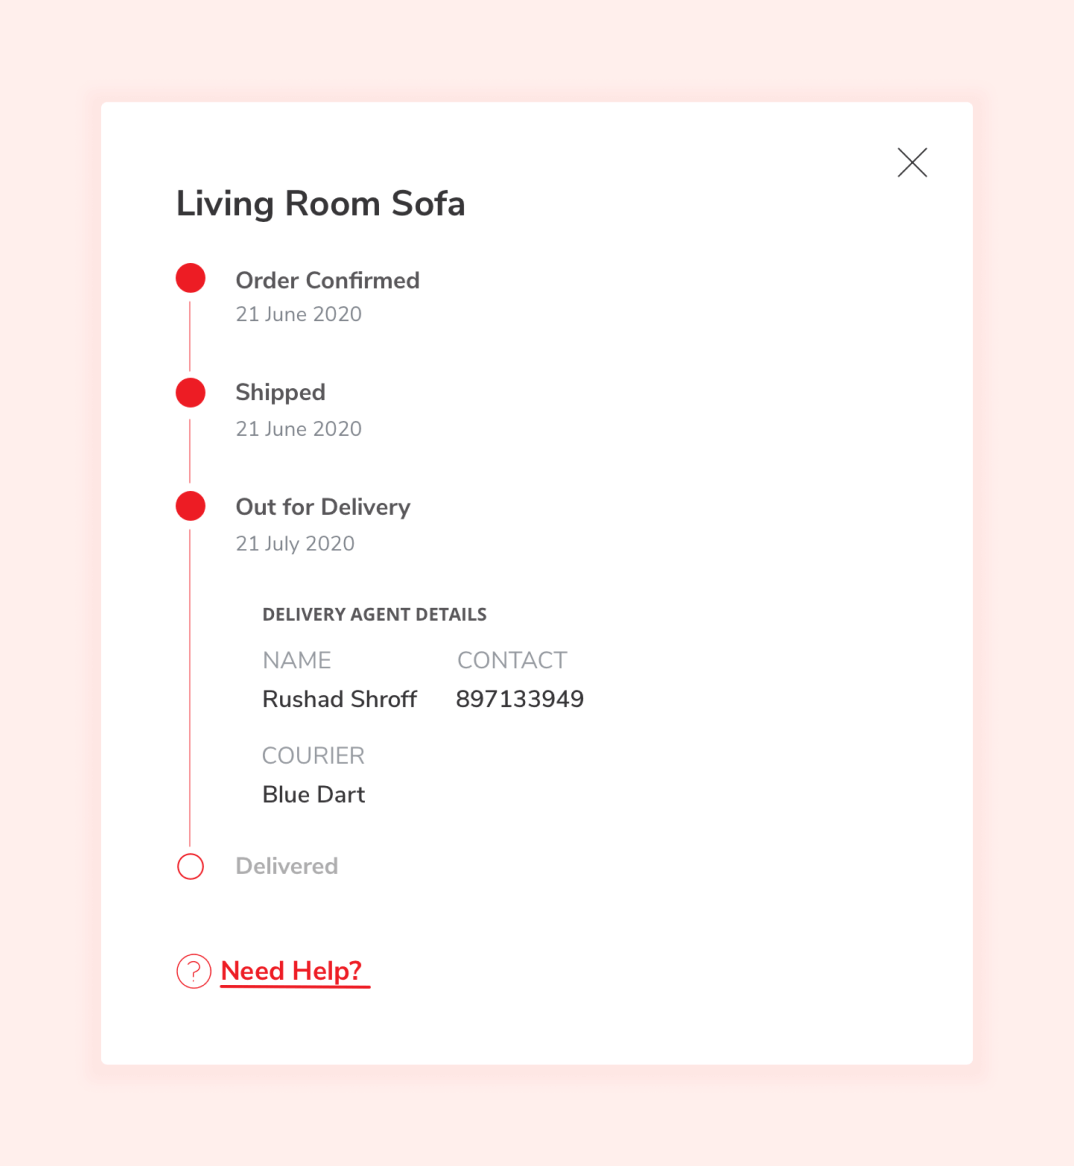 Living Room Sofa
Order Confirmed
21 June 2020
Shipped
21 June 2020
Out for Delivery
21 July 2020
DELIVERY AGENT DETAILS
NAME CONTACT
Rushad Shroff 897133949
COURIER
Blue Dart
Delivered
? Need Help?